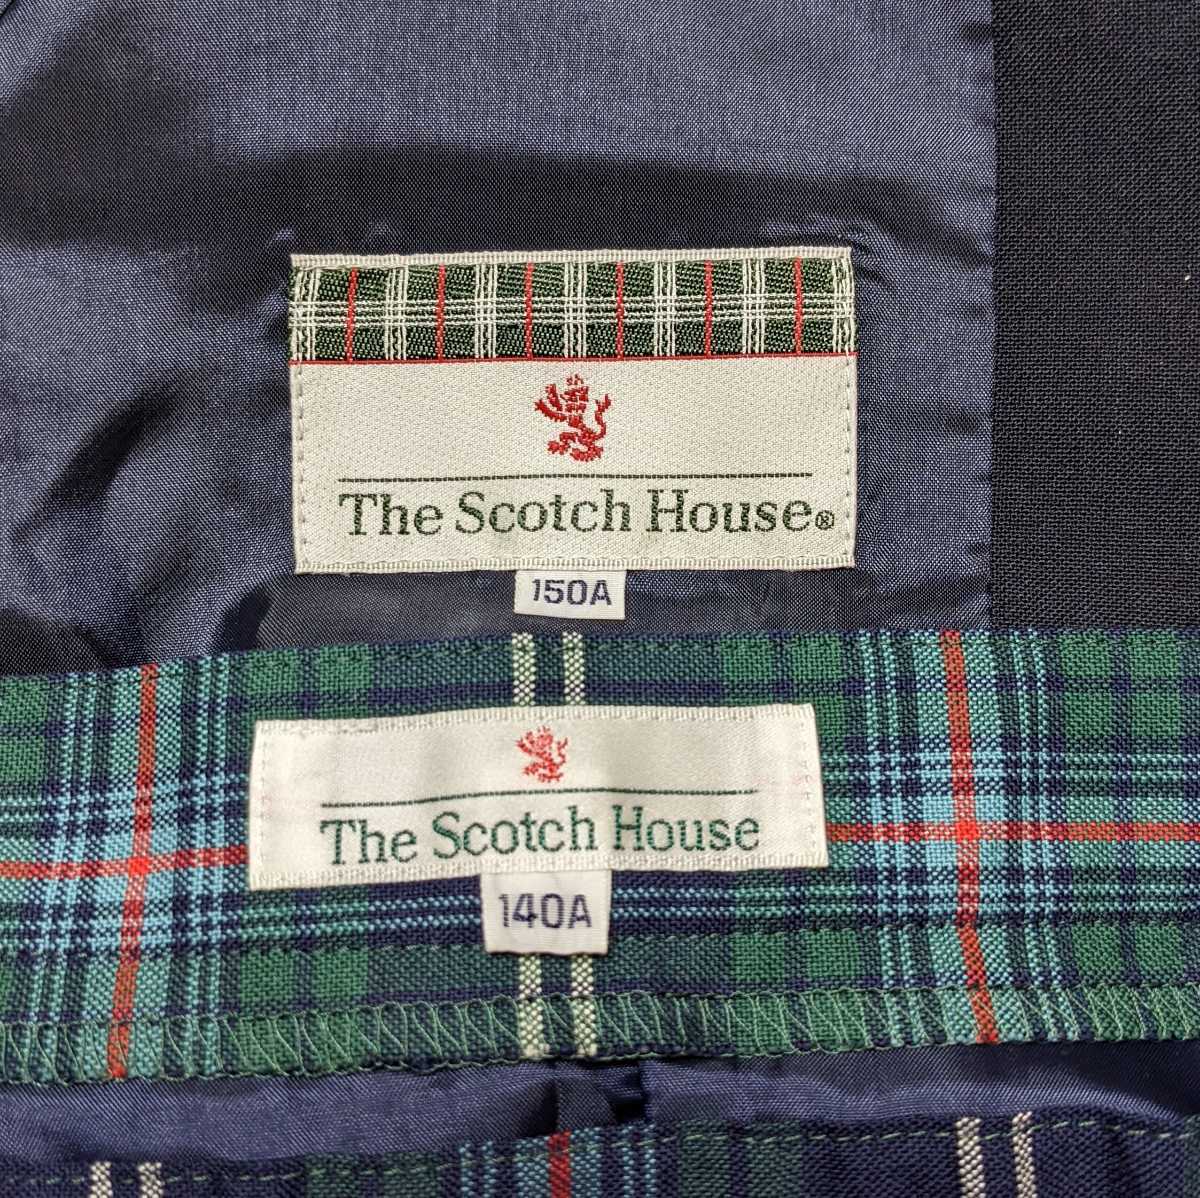 The Scotch House®
150A
The Scotch House
140A